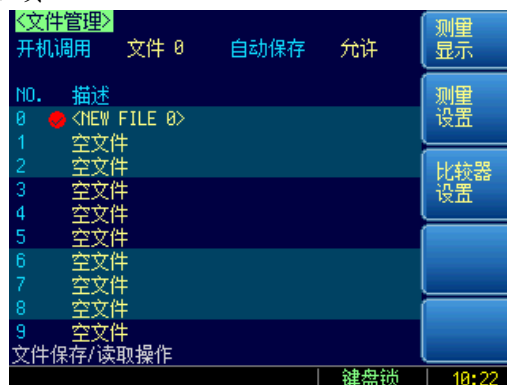 <文件管理>
开机调用 文件 0 自动保存 允许
NO. 描述
0 <NEW FILE 0>
1 空文件
2 空文件
3 空文件
4 空文件
5 空文件
6 空文件
7 空文件
8 空文件
9 空文件
文件保存/读取操作
测量
显示
测量
设置
比较器
设置
键盘锁 10:22